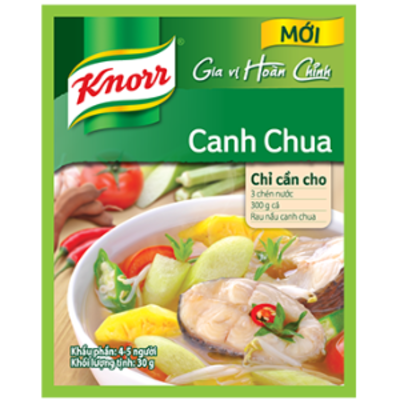 MỚI
Knorr
Gia vị Hoàn Chỉnh
Canh Chua
Chỉ cần cho
3 chén nước
300 g cá
Rau nấu canh chua
Khẩu phần: 4-5 người
Khối lượng tịnh: 30 g